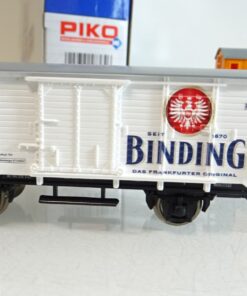 PIKO
SEIT 1870
BINDING
DAS FRANKFURTER ORIGINAL